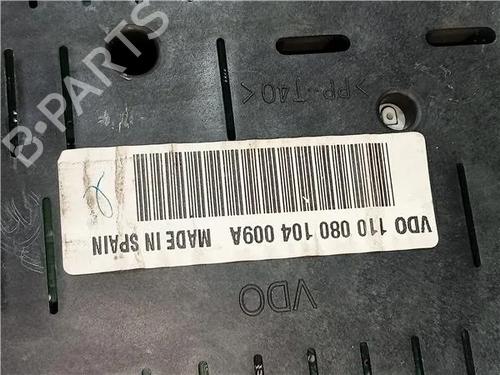 B-PARTS
>PP-T40<
VDO 110 080 104 009A MADE IN SPAIN
VDO